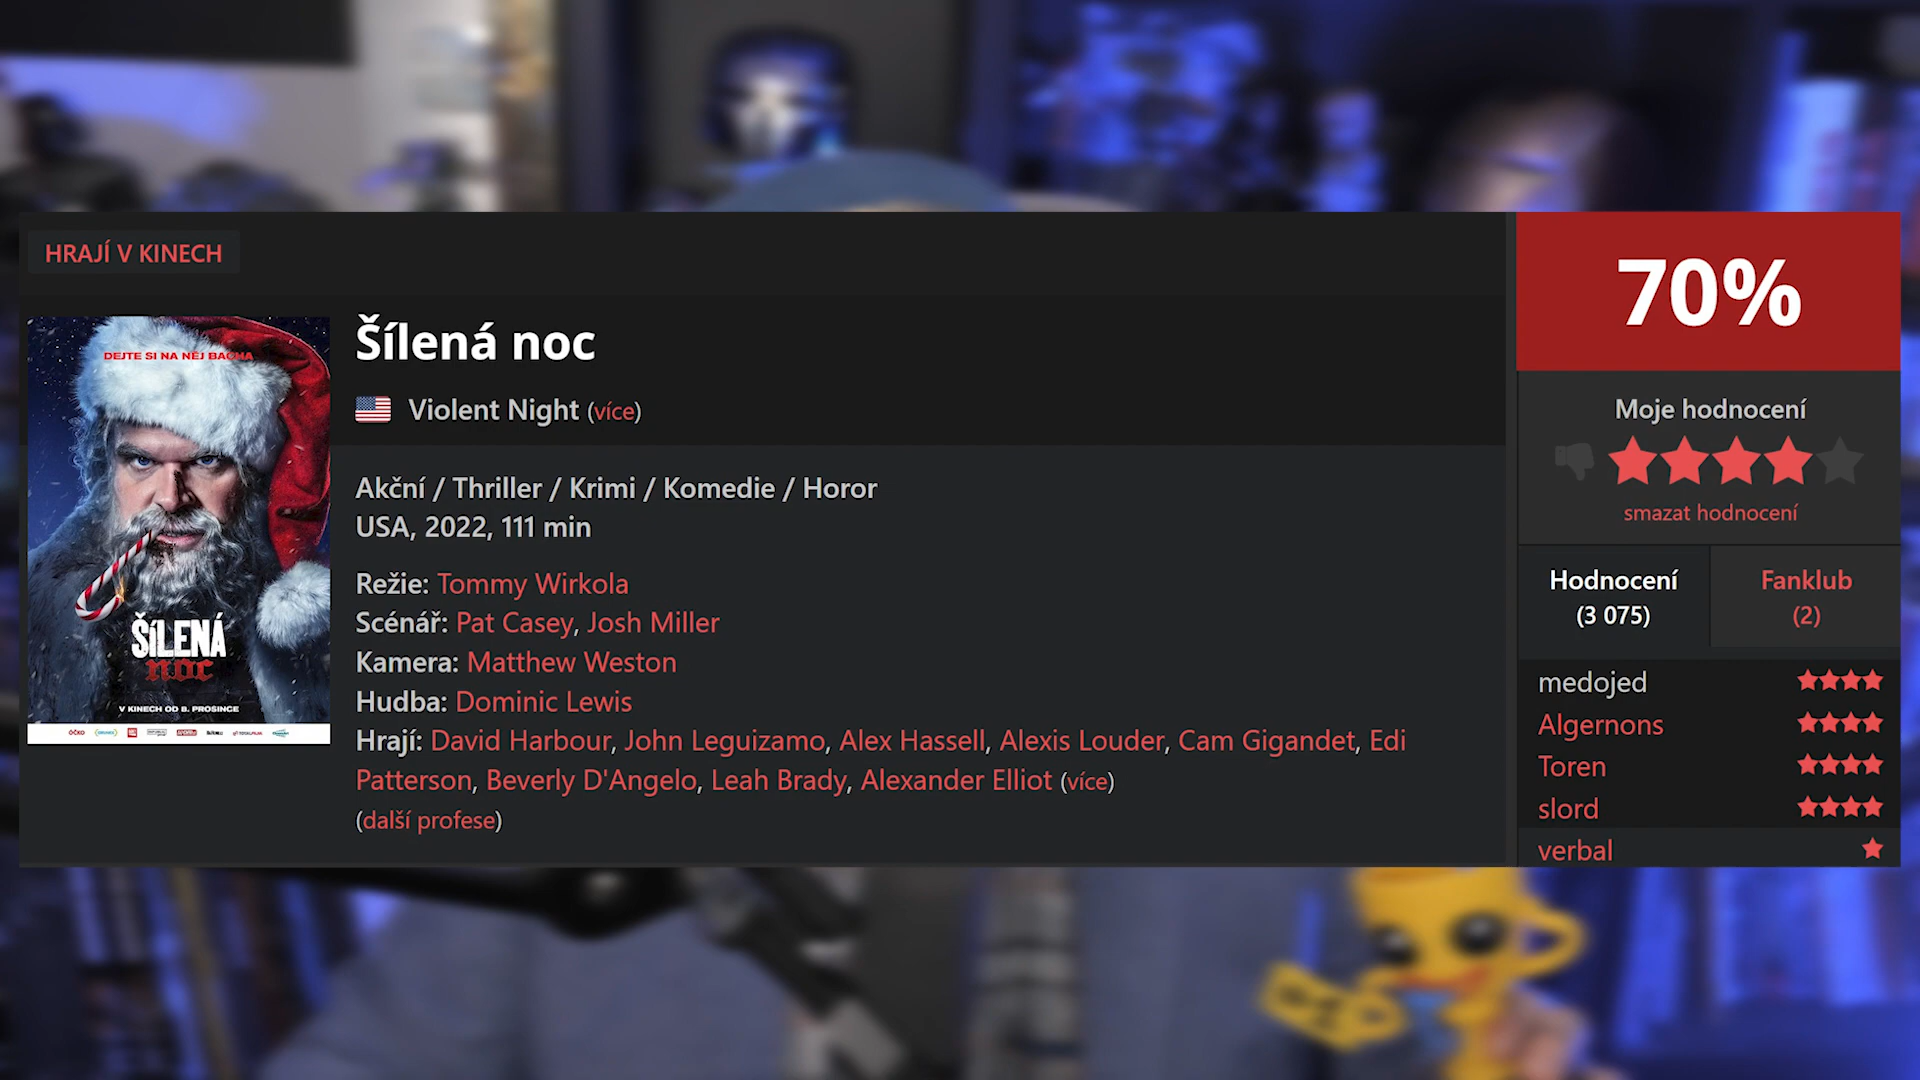 HRAJÍ V KINECH
DEJTE SI NA NĚJ BACHA
ŠÍLENÁ
NOC
V KINECH OD 8. PROSINCE
Šílená noc
Violent Night (více)
Akční / Thriller / Krimi / Komedie / Horor
USA, 2022, 111 min
Režie: Tommy Wirkola
Scénář: Pat Casey, Josh Miller
Kamera: Matthew Weston
Hudba: Dominic Lewis
Hrají: David Harbour, John Leguizamo, Alex Hassell, Alexis Louder, Cam Gigandet, Edi
Patterson, Beverly D'Angelo, Leah Brady, Alexander Elliot (více)
(další profese)
70%
Moje hodnocení
smazat hodnocení
Hodnocení
(3 075)
Fanklub
(2)
medojed
Algernons
Toren
slord
verbal